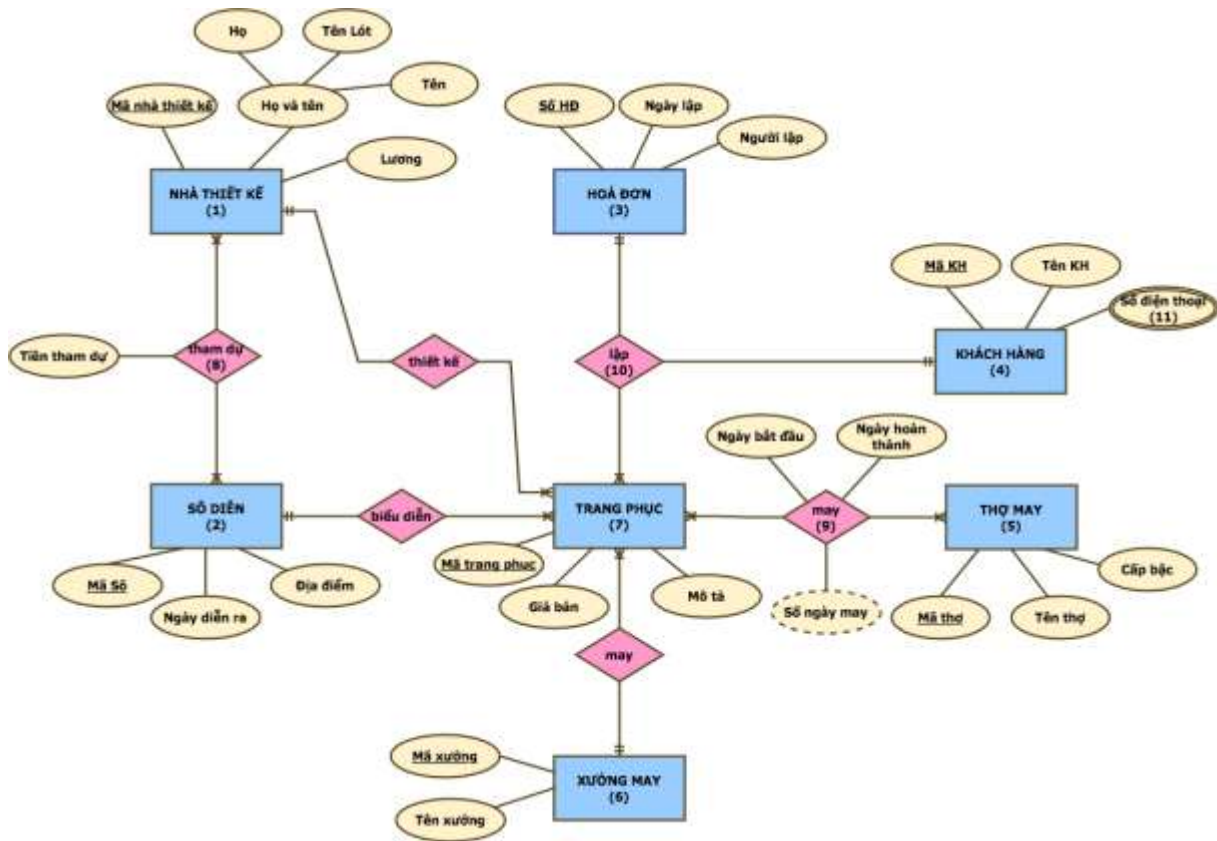 Họ
Tên Lót
Tên
Mã nhà thiết kế
Họ và tên
Lương
NHÀ THIẾT KẾ
(1)
Số HĐ
Ngày lập
Người lập
HOÁ ĐƠN
(3)
Mã KH
Tên KH
Số điện thoại
(11)
KHÁCH HÀNG
(4)
Tiền tham dự
tham dự
(8)
thiết kế
lập
(10)
Ngày bắt đầu
Ngày hoàn
thành
SÔ DIỄN
(2)
biểu diễn
TRANG PHỤC
(7)
may
(9)
THỢ MAY
(5)
Mã Sô
Ngày diễn ra
Địa điểm
Mã trang phục
Giá bán
Mô tả
Số ngày may
Mã thợ
Tên thợ
Cấp bậc
may
Mã xưởng
Tên xưởng
XƯỞNG MAY
(6)